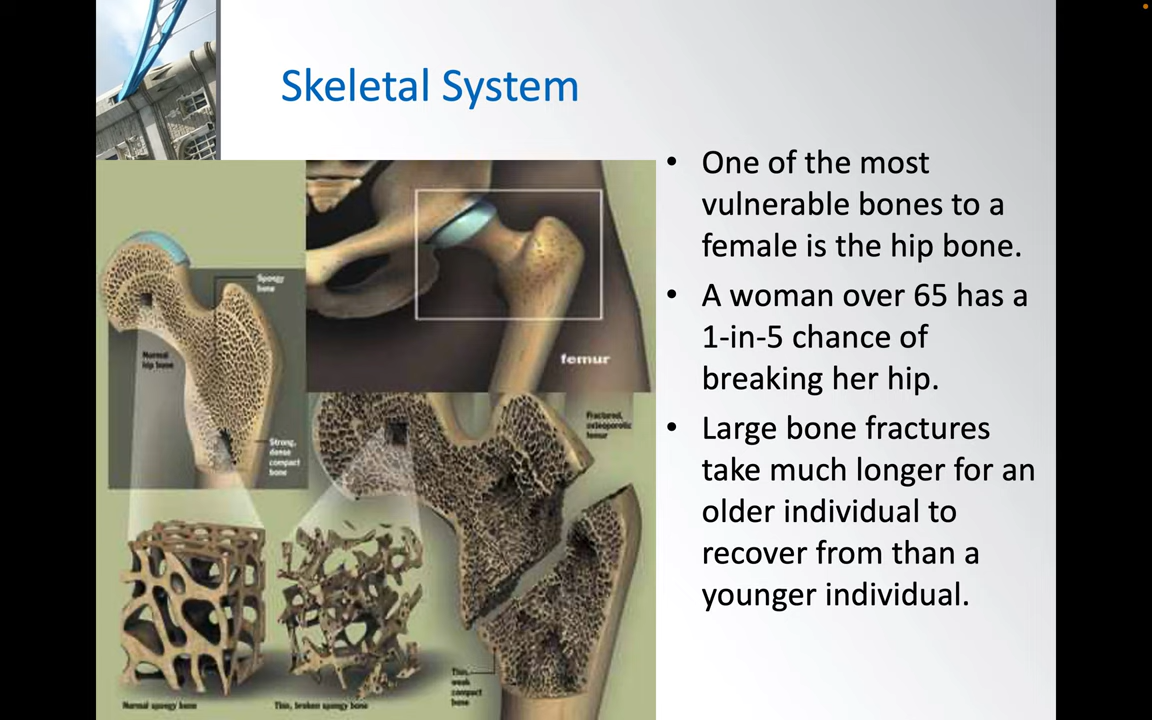 Skeletal System
• One of the most
vulnerable bones to a
female is the hip bone.
• A woman over 65 has a
1-in-5 chance of
breaking her hip.
• Large bone fractures
take much longer for an
older individual to
recover from than a
younger individual.
Spongy
bone
Normal
hip bone
Strong,
dense
compact
bone
femur
Fractured,
osteoporotic
femur
Thin,
weak
compact
bone
Normal spongy bone
Thin, broken spongy bone